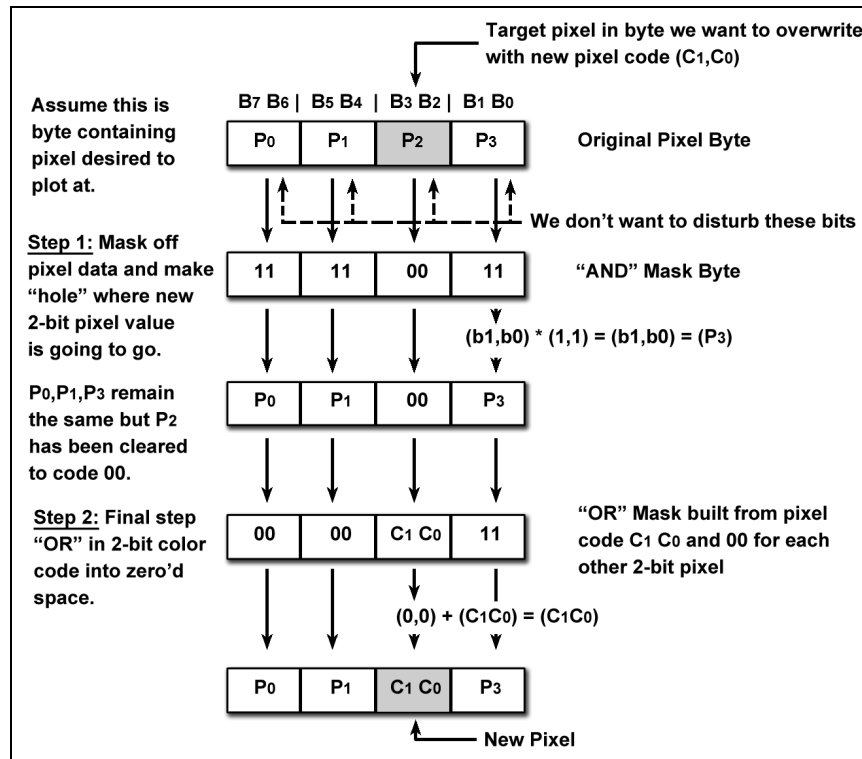 Target pixel in byte we want to overwrite
with new pixel code (C1,C0)
Assume this is
byte containing
pixel desired to
plot at.
B7 B6 | B5 B4 | B3 B2 | B1 B0
P0 P1 P2 P3
Original Pixel Byte
We don't want to disturb these bits
Step 1: Mask off
pixel data and make
“hole” where new
2-bit pixel value
is going to go.
11 11 00 11
“AND” Mask Byte
(b1,b0) * (1,1) = (b1,b0) = (P3)
P0,P1,P3 remain
the same but P2
has been cleared
to code 00.
P0 P1 00 P3
Step 2: Final step
“OR” in 2-bit color
code into zero’d
space.
00 00 C1 C0 11
“OR” Mask built from pixel
code C1 C0 and 00 for each
other 2-bit pixel
(0,0) + (C1C0) = (C1C0)
P0 P1 C1 C0 P3
New Pixel